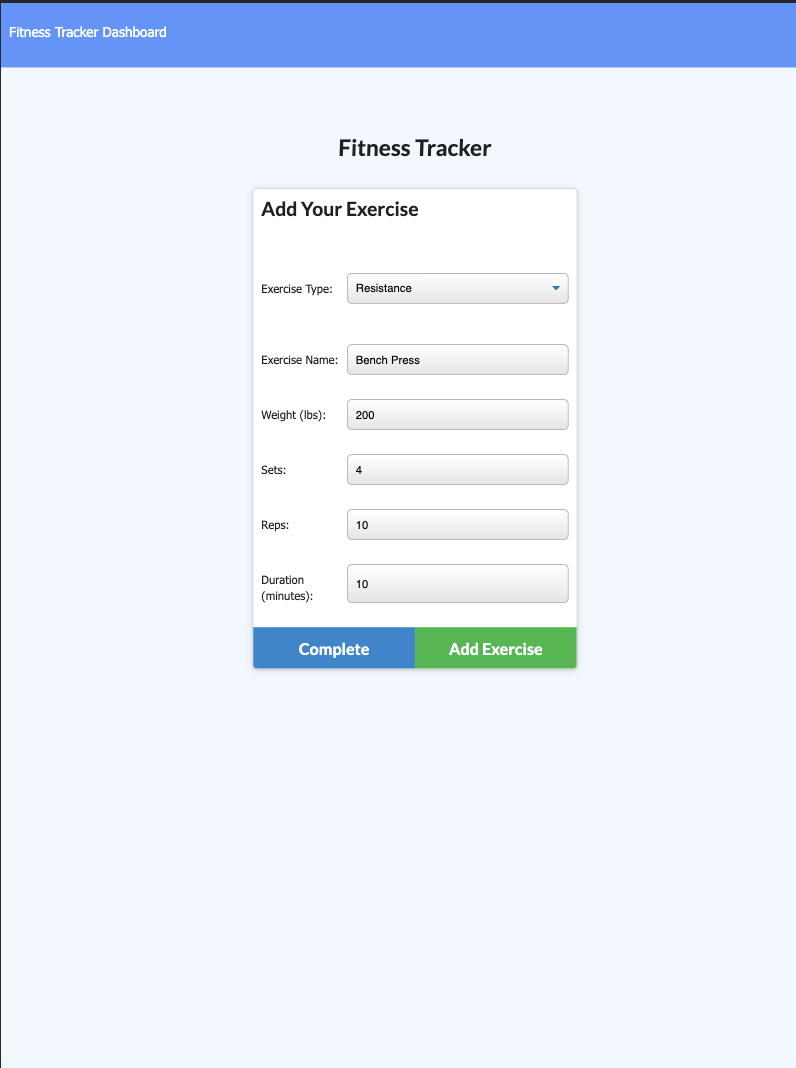 Fitness Tracker Dashboard
Fitness Tracker
Add Your Exercise
Exercise Type: Resistance
Exercise Name: Bench Press
Weight (lbs): 200
Sets: 4
Reps: 10
Duration (minutes): 10
Complete Add Exercise